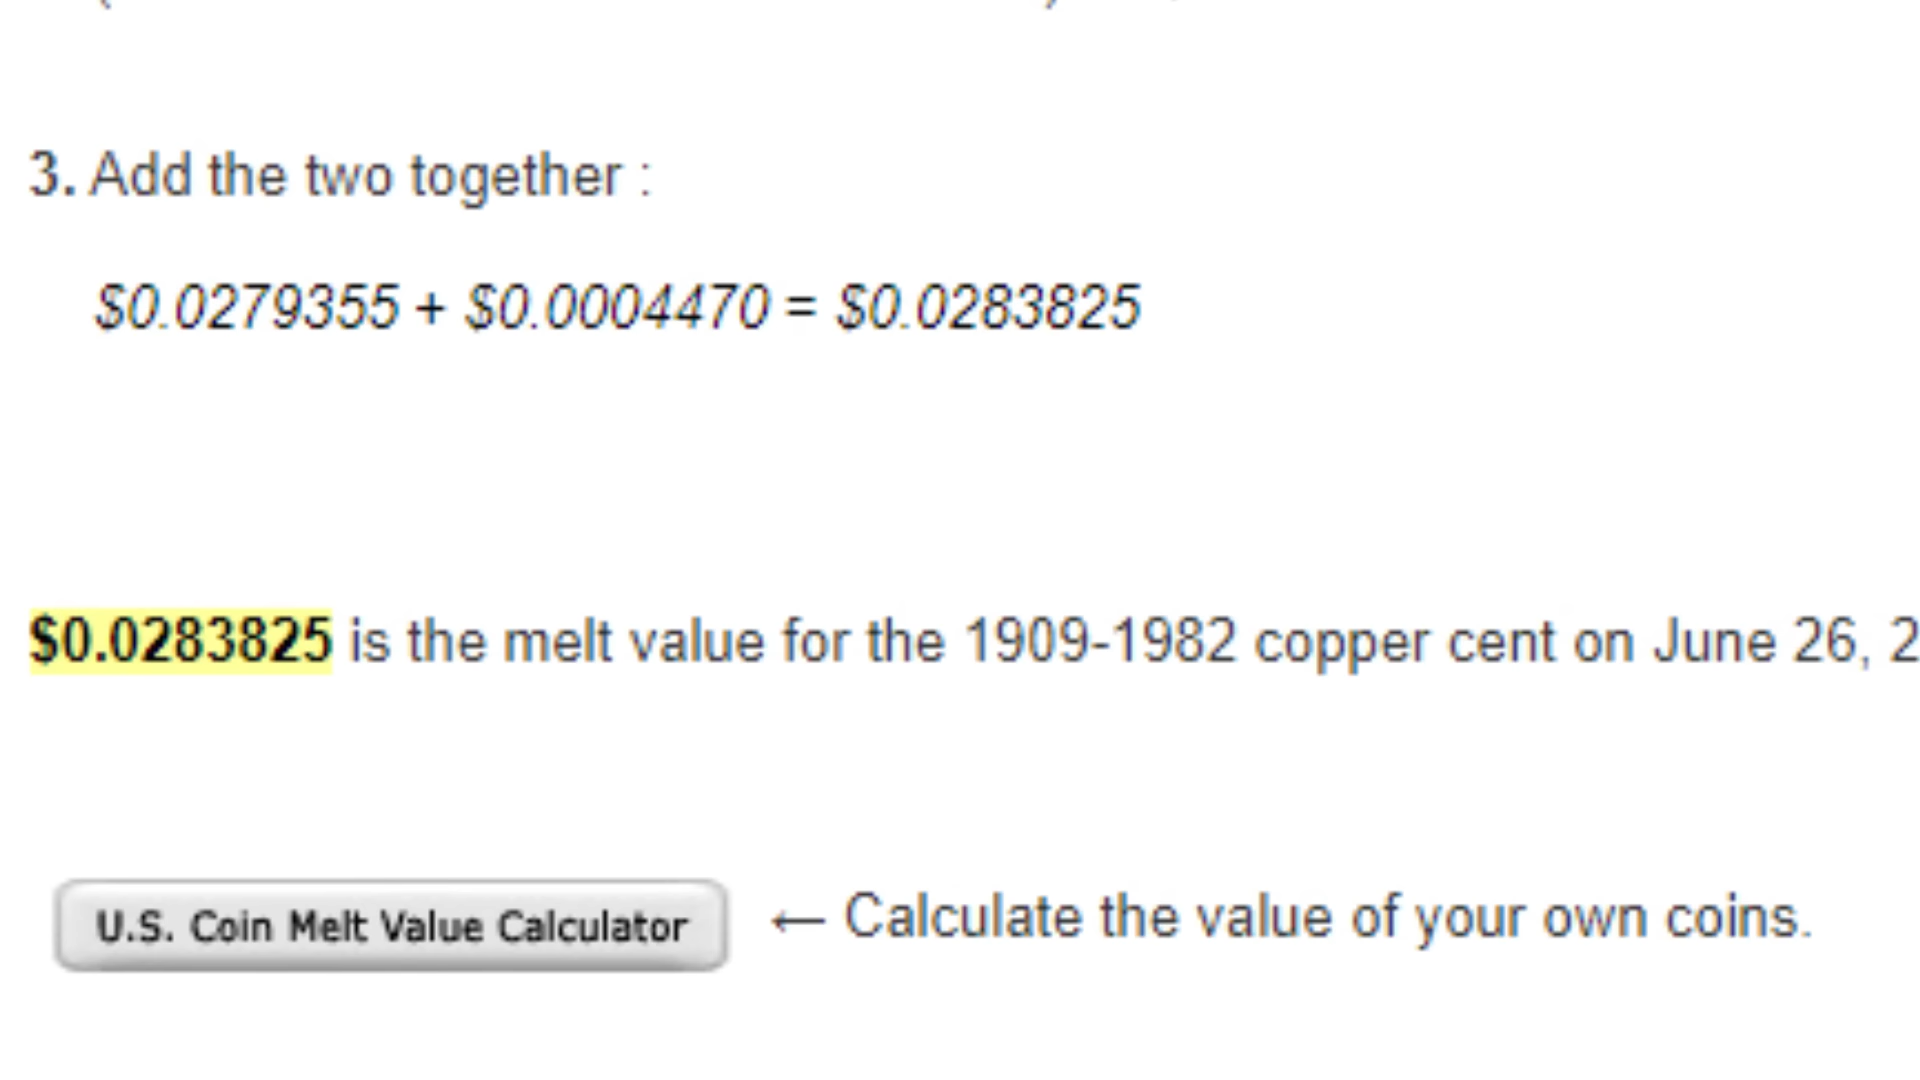 3. Add the two together :
$0.0279355 + $0.0004470 = $0.0283825
$0.0283825 is the melt value for the 1909-1982 copper cent on June 26, 2
U.S. Coin Melt Value Calculator ← Calculate the value of your own coins.